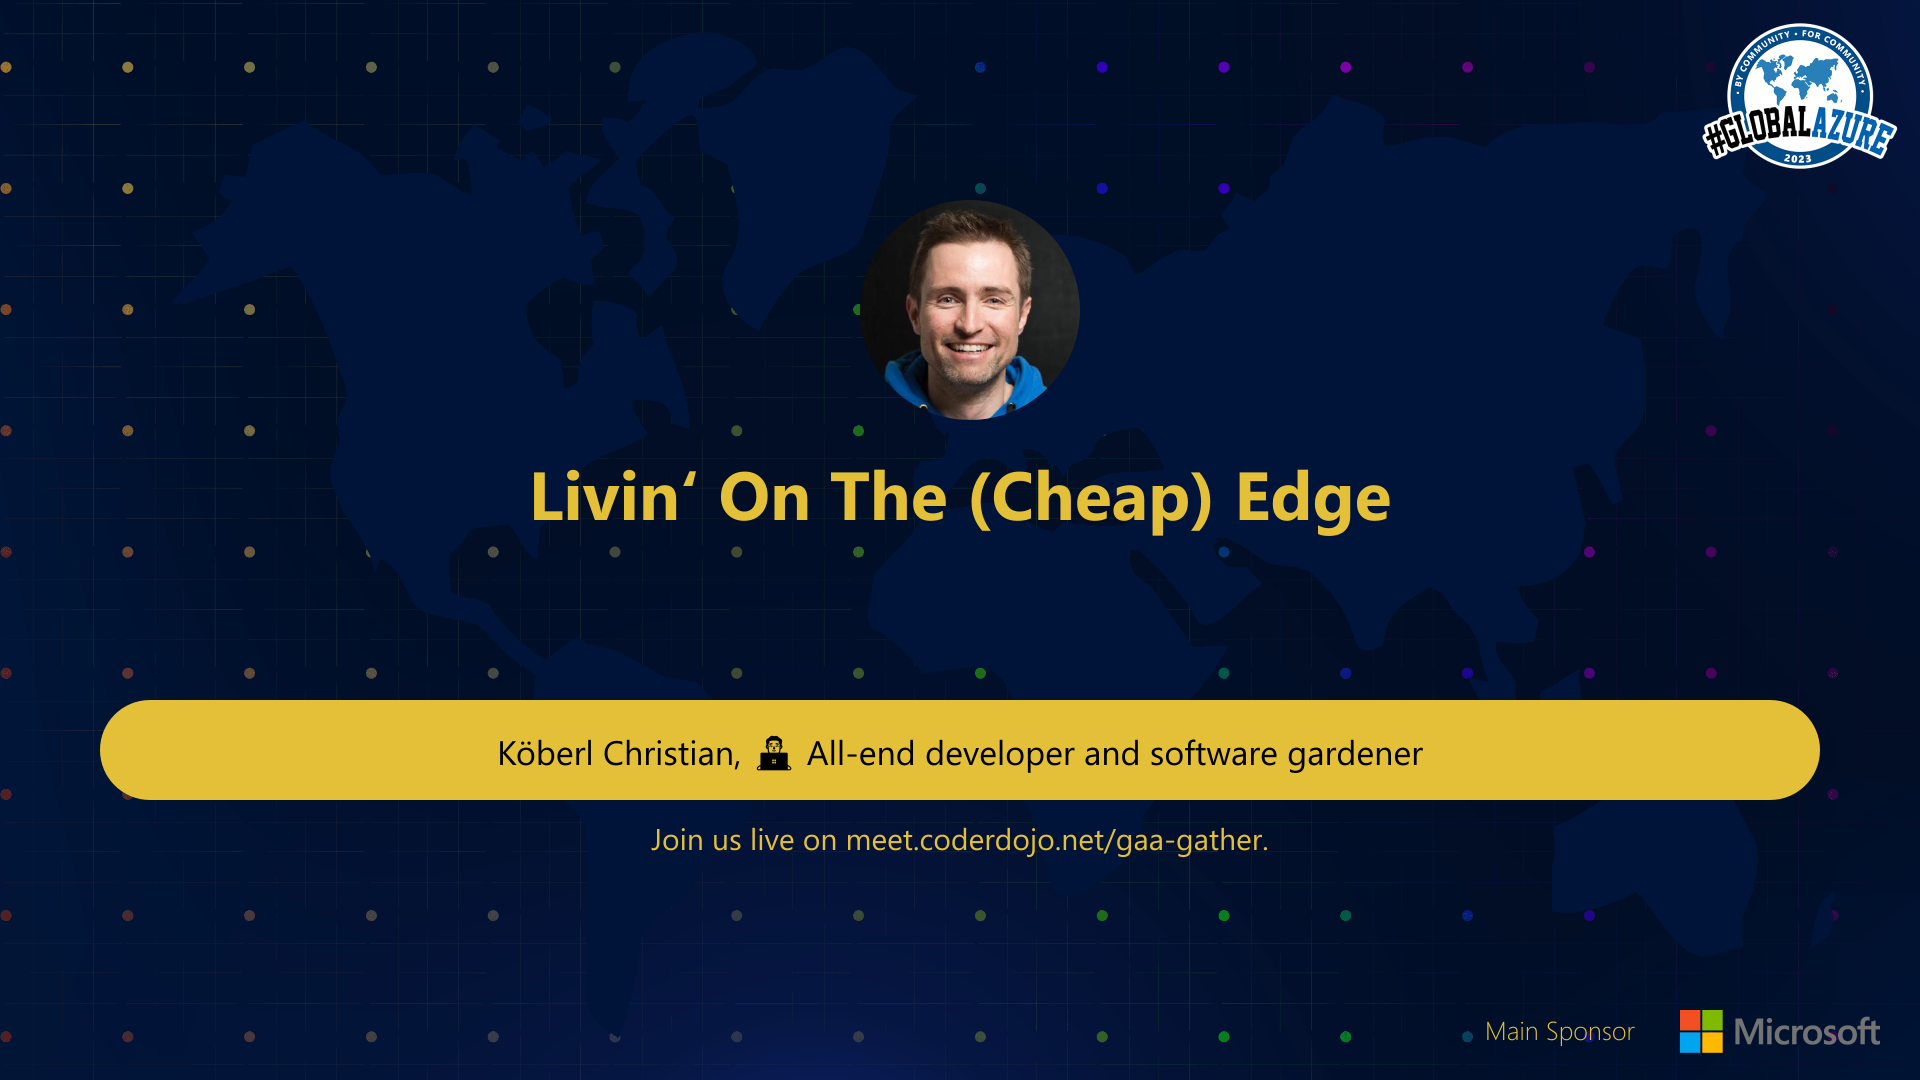 • BY COMMUNITY • FOR COMMUNITY •
#GLOBALAZURE
2023
Livin‘ On The (Cheap) Edge
Köberl Christian, 👨‍💻 All-end developer and software gardener
Join us live on meet.coderdojo.net/gaa-gather.
Main Sponsor
Microsoft